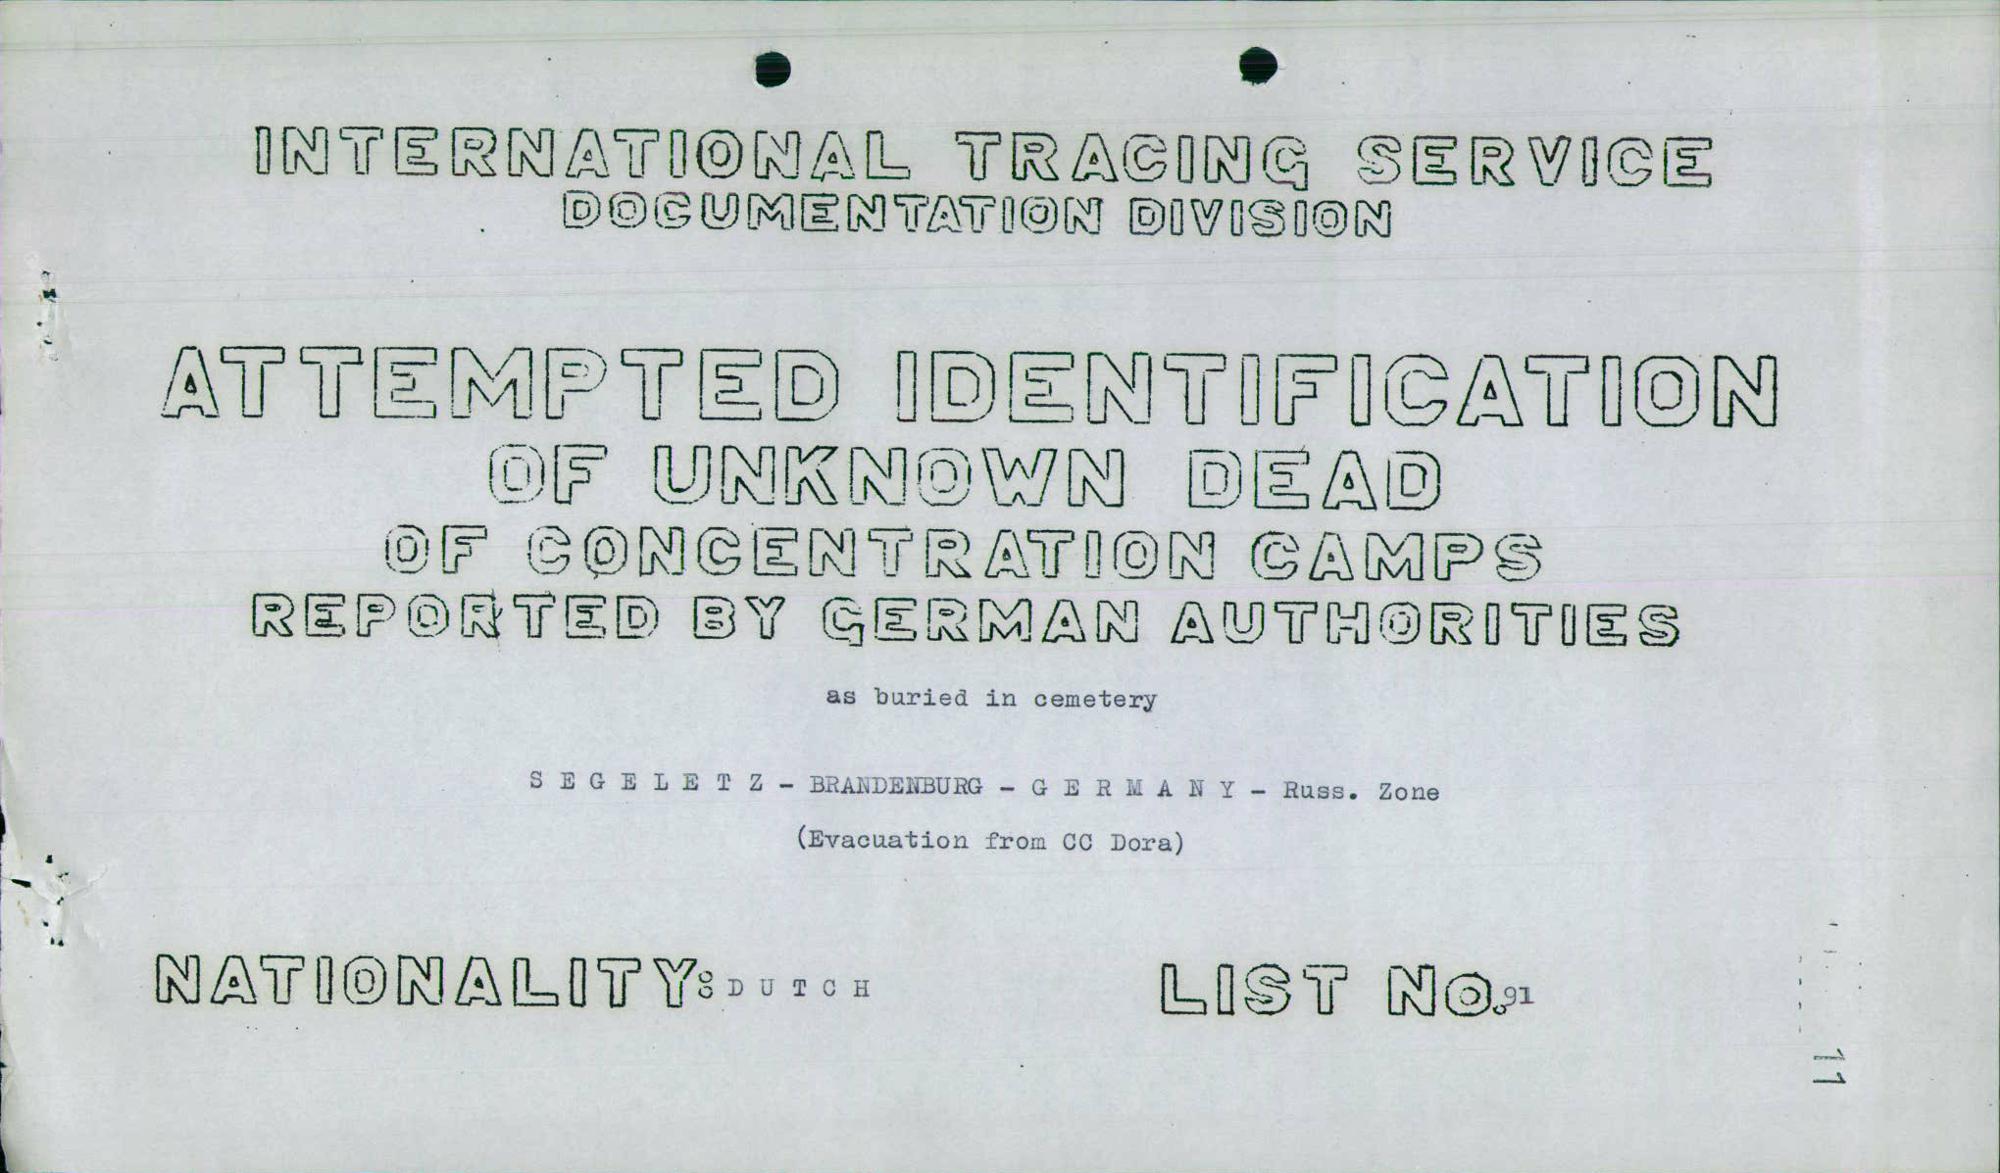 INTERNATIONAL TRACING SERVICE
DOCUMENTATION DIVISION
ATTEMPTED IDENTIFICATION
OF UNKNOWN DEAD
OF CONCENTRATION CAMPS
REPORTED BY GERMAN AUTHORITIES
as buried in cemetery
S E G E L E T Z - BRANDENBURG - G E R M A N Y - Russ. Zone
(Evacuation from CC Dora)
NATIONALITY: D U T C H LIST NO. 91
11